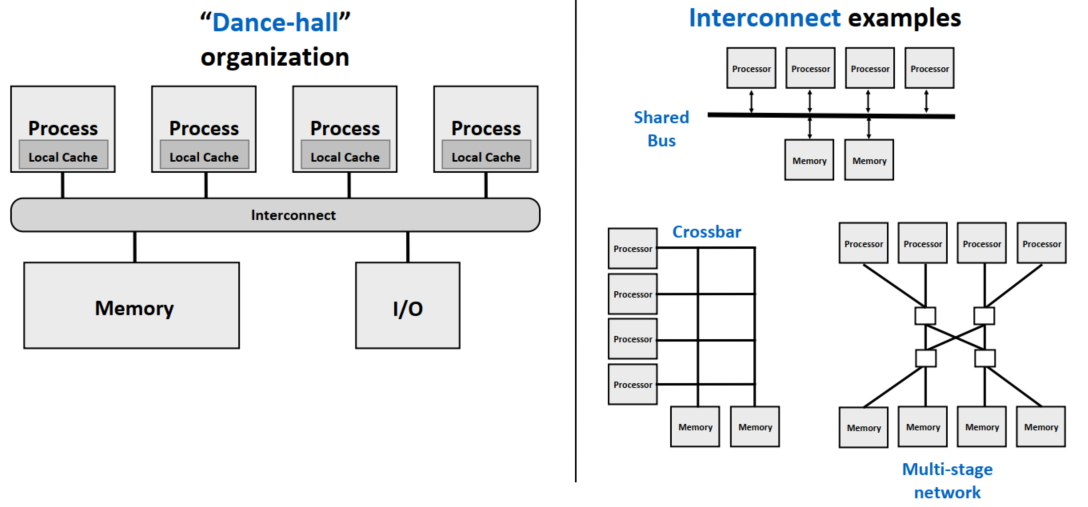 “Dance-hall”
organization
Process
Local Cache
Process
Local Cache
Process
Local Cache
Process
Local Cache
Interconnect
Memory
I/O
Interconnect examples
Processor
Processor
Processor
Processor
Shared
Bus
Memory
Memory
Crossbar
Processor
Processor
Processor
Processor
Memory
Memory
Processor
Processor
Processor
Processor
Memory
Memory
Memory
Memory
Multi-stage
network